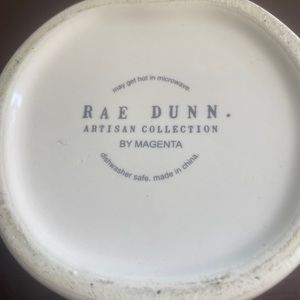 may get hot in microwave.
RAE DUNN.
ARTISAN COLLECTION
BY MAGENTA
dishwasher safe. made in china.